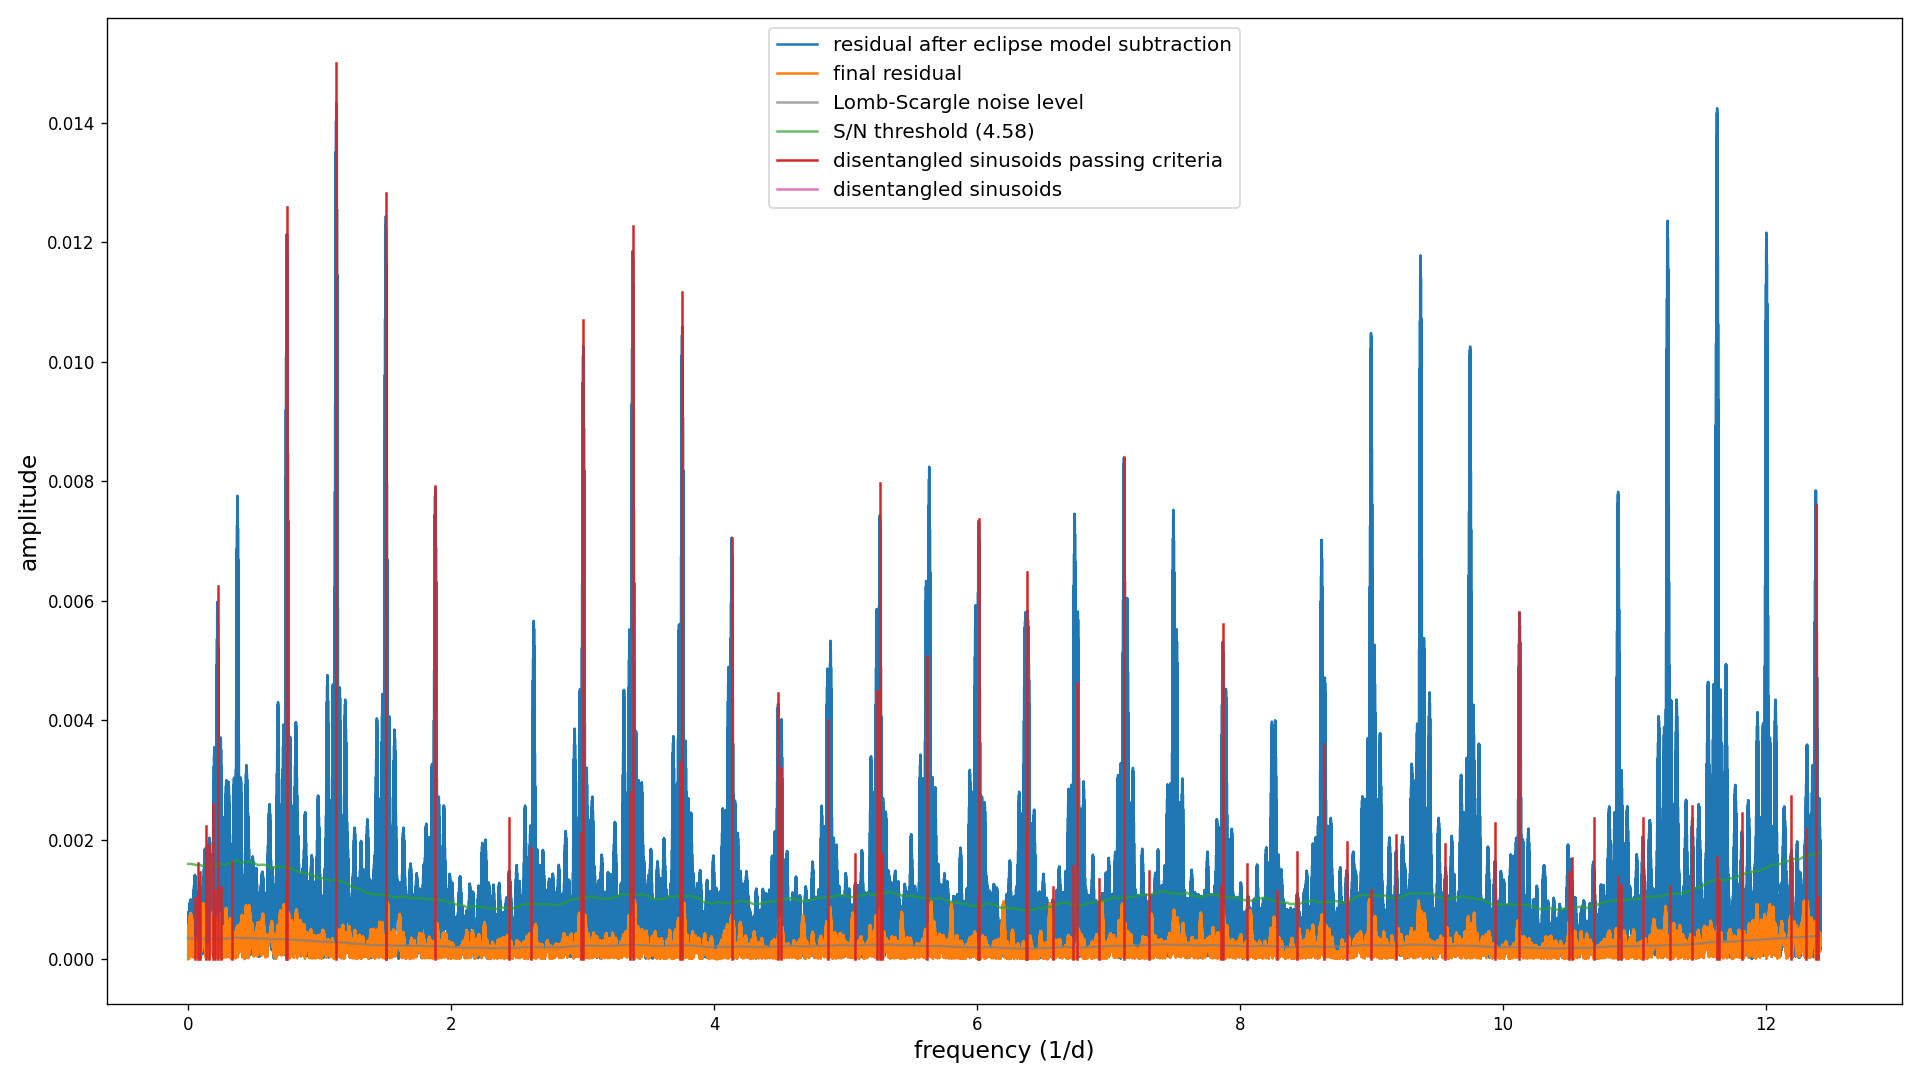 residual after eclipse model subtraction
final residual
Lomb-Scargle noise level
S/N threshold (4.58)
disentangled sinusoids passing criteria
disentangled sinusoids
0.014
0.012
0.010
0.008
0.006
0.004
0.002
0.000
amplitude
0 2 4 6 8 10 12
frequency (1/d)